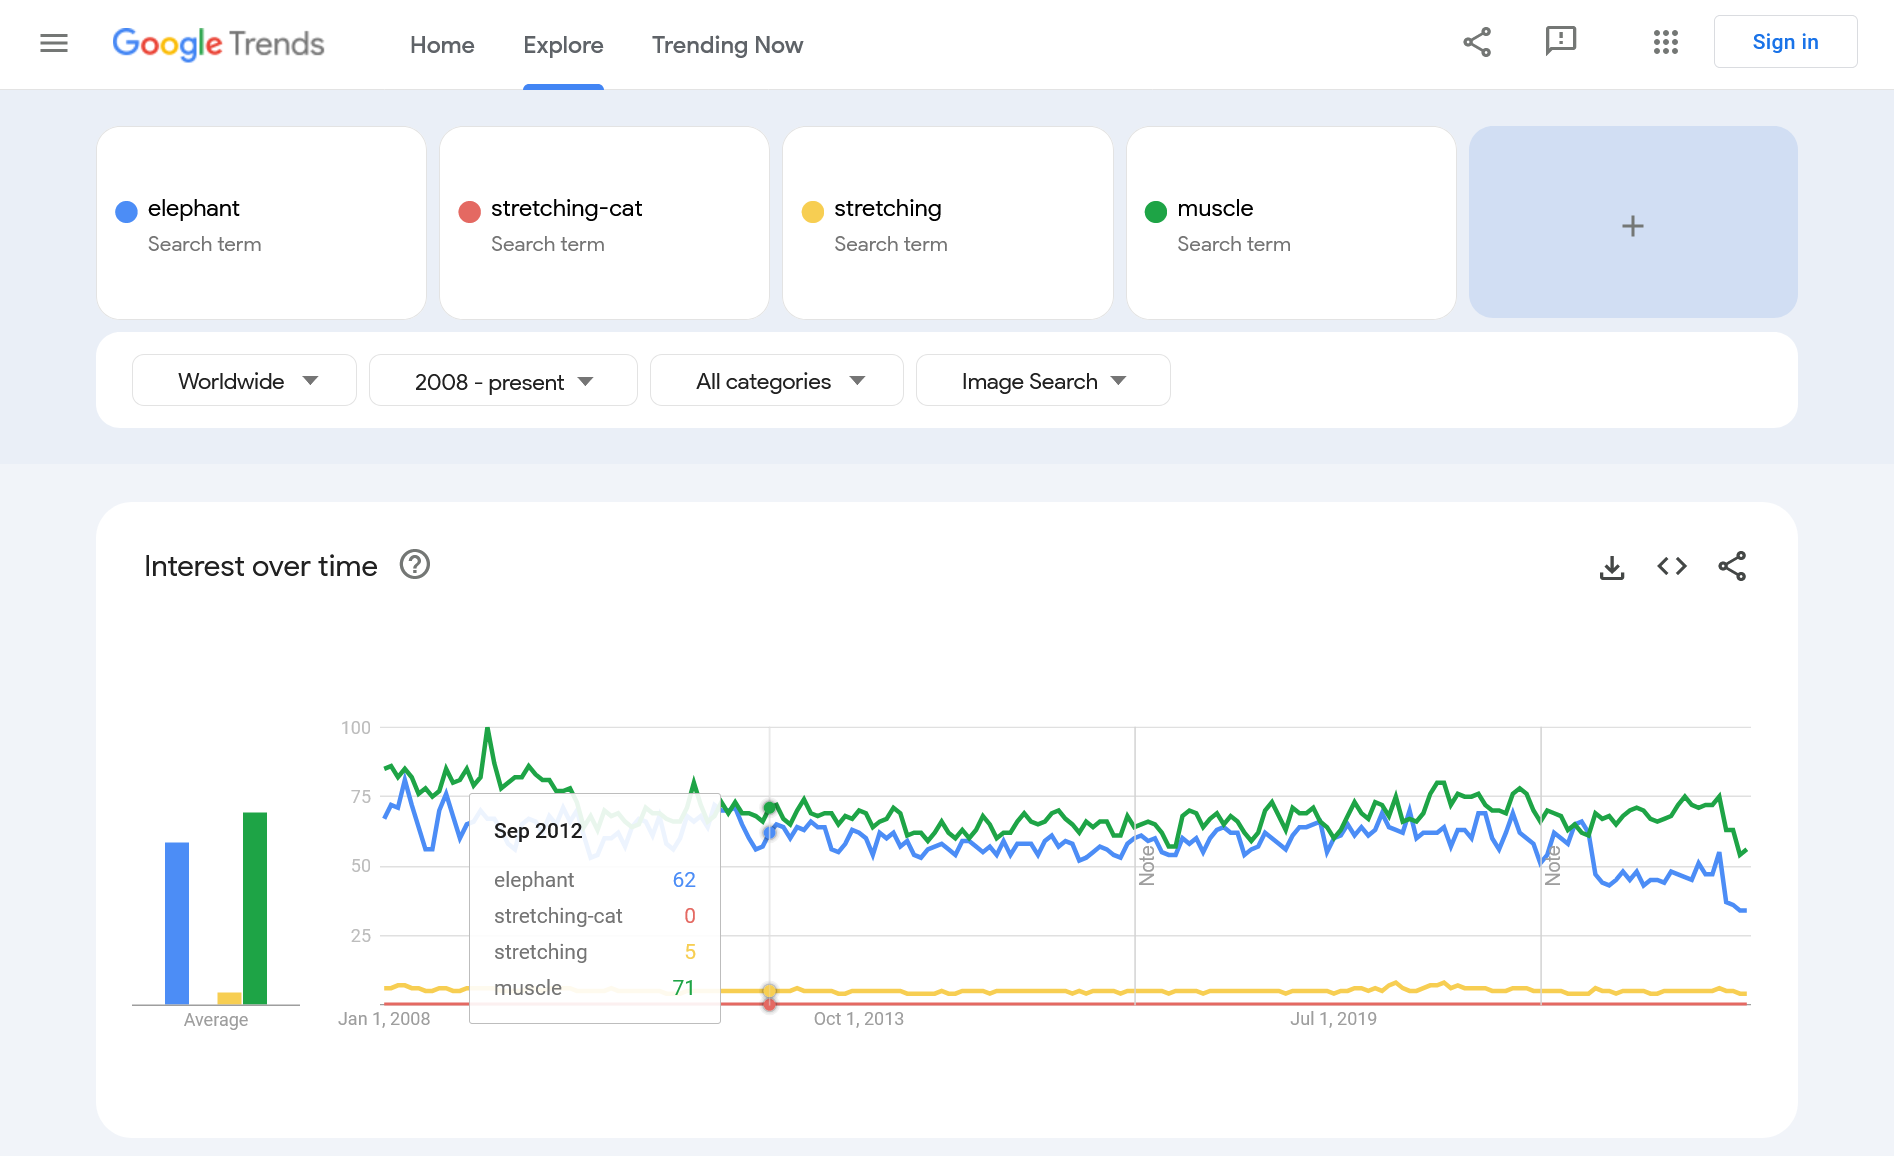 Google Trends Home Explore Trending Now Sign in
elephant
Search term
stretching-cat
Search term
stretching
Search term
muscle
Search term
+
Worldwide 2008 - present All categories Image Search
Interest over time ?
100
75
50
25
Sep 2012
elephant 62
stretching-cat 0
stretching 5
muscle 71
Note
Note
Average
Jan 1, 2008 Oct 1, 2013 Jul 1, 2019